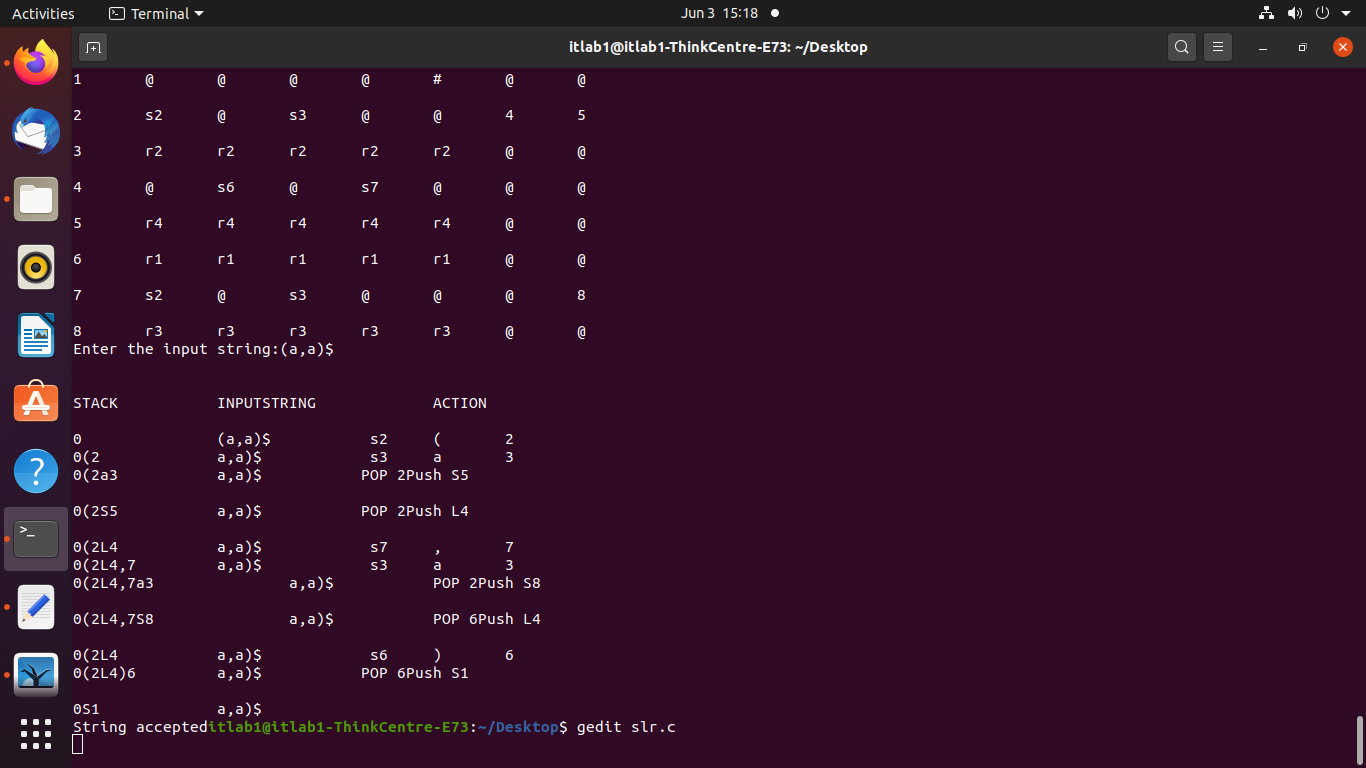 Activities Terminal Jun 3 15:18
itlab1@itlab1-ThinkCentre-E73: ~/Desktop
1 @ @ @ @ # @ @
2 s2 @ s3 @ @ 4 5
3 r2 r2 r2 r2 r2 @ @
4 @ s6 @ s7 @ @ @
5 r4 r4 r4 r4 r4 @ @
6 r1 r1 r1 r1 r1 @ @
7 s2 @ s3 @ @ @ 8
8 r3 r3 r3 r3 r3 @ @
Enter the input string:(a,a)$
STACK INPUTSTRING ACTION
0 (a,a)$ s2 ( 2
0(2 a,a)$ s3 a 3
0(2a3 a,a)$ POP 2Push S5
0(2S5 a,a)$ POP 2Push L4
0(2L4 a,a)$ s7 , 7
0(2L4,7 a,a)$ s3 a 3
0(2L4,7a3 a,a)$ POP 2Push S8
0(2L4,7S8 a,a)$ POP 6Push L4
0(2L4 a,a)$ s6 ) 6
0(2L4)6 a,a)$ POP 6Push S1
0S1 a,a)$
String accepteditlab1@itlab1-ThinkCentre-E73:~/Desktop$ gedit slr.c